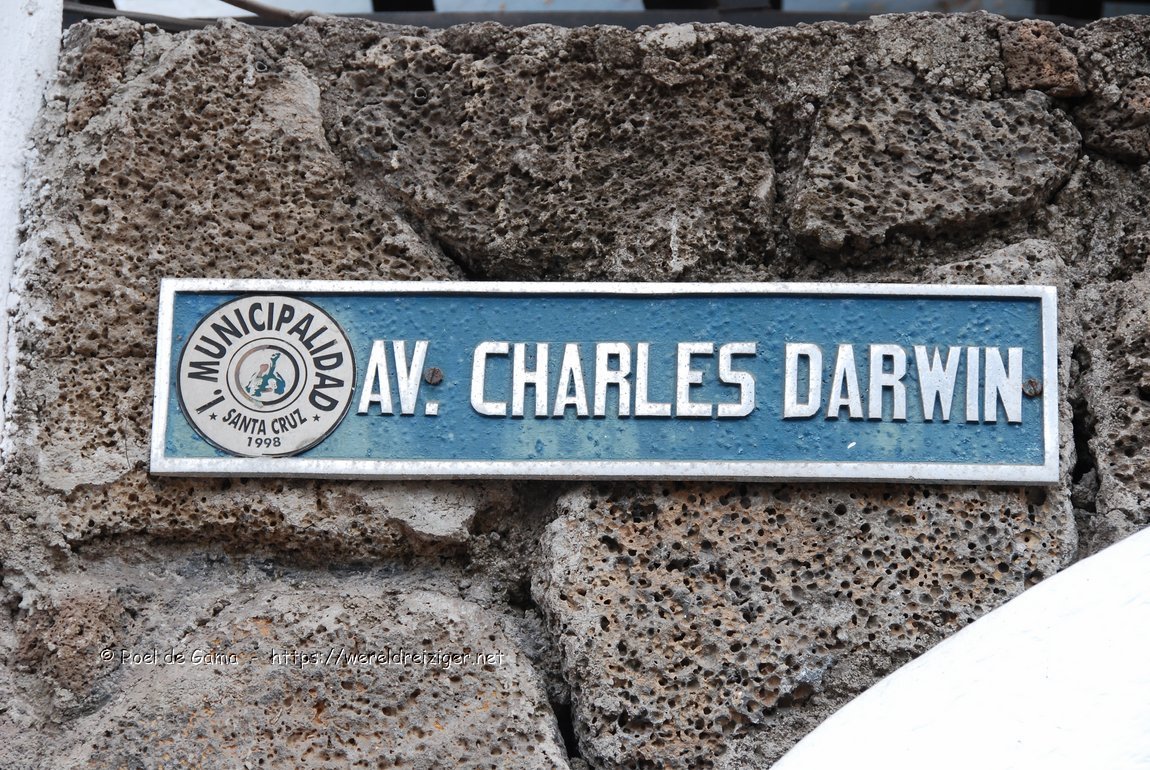 I. MUNICIPALIDAD
★ SANTA CRUZ ★
1998
AV. CHARLES DARWIN
© Poel de Gama - https://wereldreiziger.net